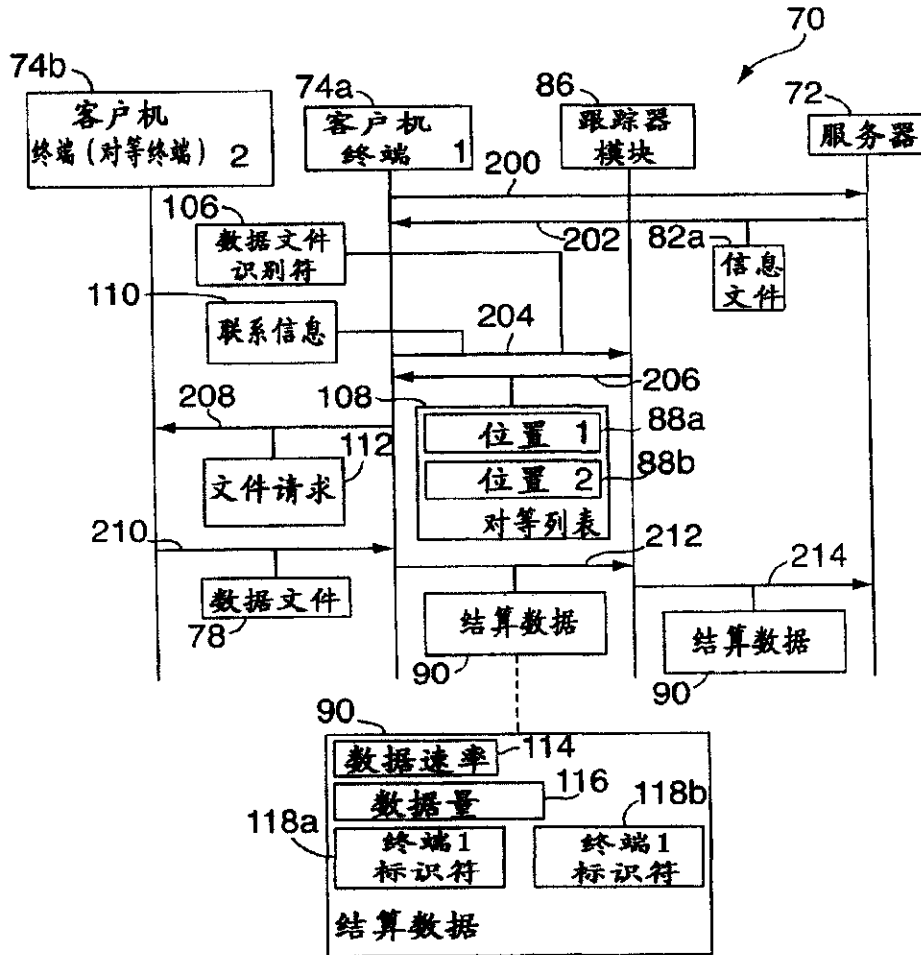 70
74b
客户机
终端(对等终端) 2
74a
客户机
终端 1
86
跟踪器
模块
72
服务器
200
202
106
数据文件
识别符
82a
信息
文件
110
联系信息
204
206
208
108
位置 1
88a
112
文件请求
位置 2
88b
对等列表
210
212
214
数据文件
78
结算数据
90
结算数据
90
90
数据速率
114
数据量
116
118a
118b
终端1
标识符
终端1
标识符
结算数据